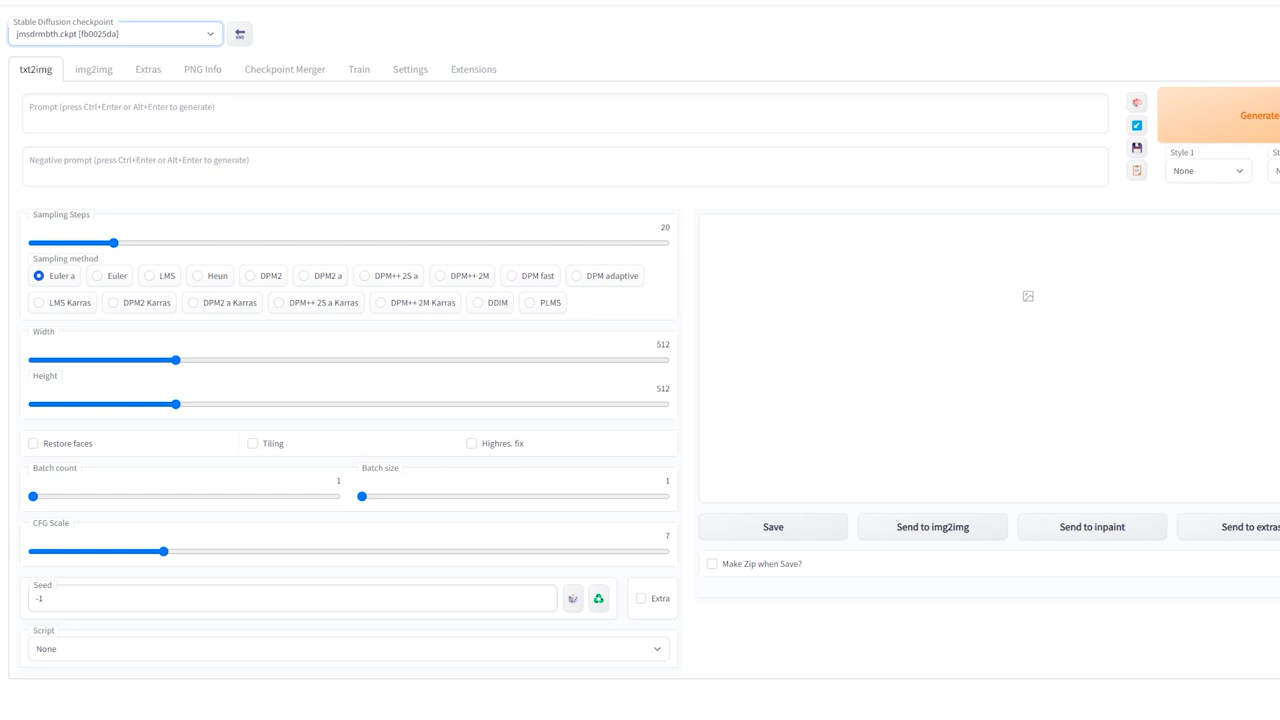 Stable Diffusion checkpoint
jmsdrmbth.ckpt [fb0025da]
END
txt2img img2img Extras PNG Info Checkpoint Merger Train Settings Extensions
Prompt (press Ctrl+Enter or Alt+Enter to generate)
Generate
Negative prompt (press Ctrl+Enter or Alt+Enter to generate)
Style 1
None
Sampling Steps
20
Sampling method
Euler a Euler LMS Heun DPM2 DPM2 a DPM++ 2S a DPM++ 2M DPM fast DPM adaptive
LMS Karras DPM2 Karras DPM2 a Karras DPM++ 2S a Karras DPM++ 2M Karras DDIM PLMS
Width
512
Height
512
Restore faces Tiling Highres. fix
Batch count Batch size
1 1
CFG Scale
7
Seed
-1
Extra
Script
None
Save Send to img2img Send to inpaint Send to extras
Make Zip when Save?